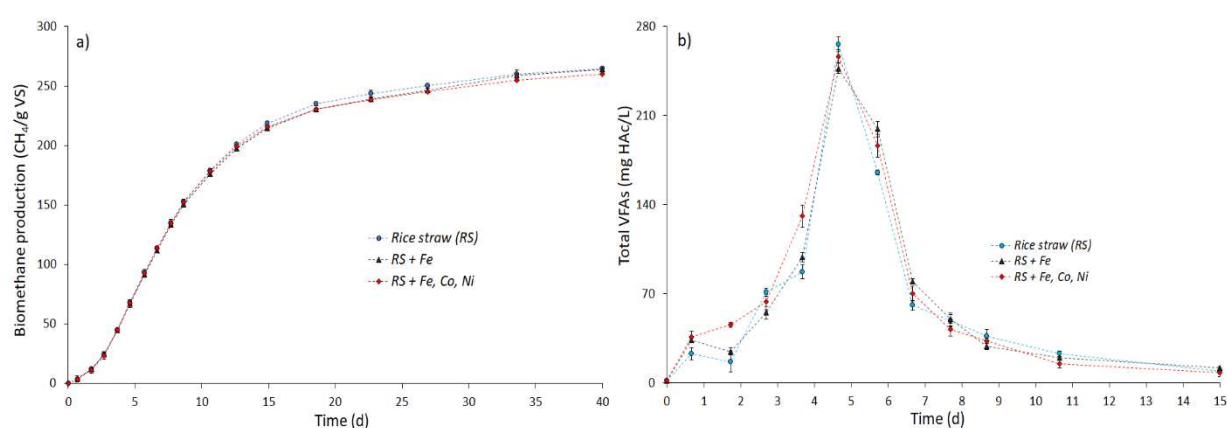 a)
Biomethane production (CH₄/g VS)
300
250
200
150
100
50
0
Rice straw (RS)
RS + Fe
RS + Fe, Co, Ni
0 5 10 15 20 25 30 35 40
Time (d)
b)
Total VFAs (mg HAc/L)
280
210
140
70
0
Rice straw (RS)
RS + Fe
RS + Fe, Co, Ni
0 1 2 3 4 5 6 7 8 9 10 11 12 13 14 15
Time (d)